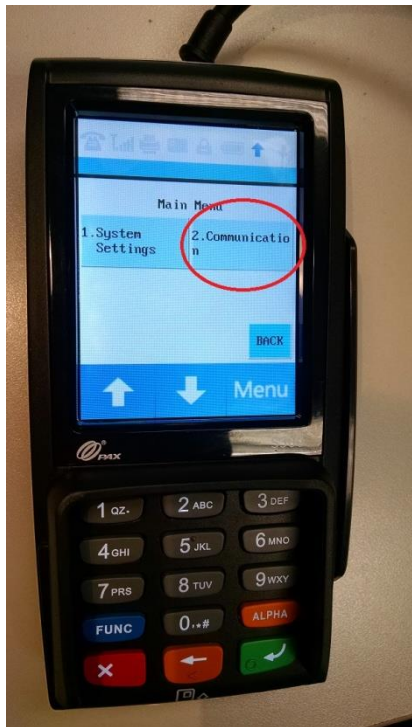 Main Menu
1.System
Settings
2.Communicatio
n
BACK
Menu
PAX
1 QZ.
2 ABC
3 DEF
4 GHI
5 JKL
6 MNO
7 PRS
8 TUV
9 WXY
FUNC
0,*#
ALPHA